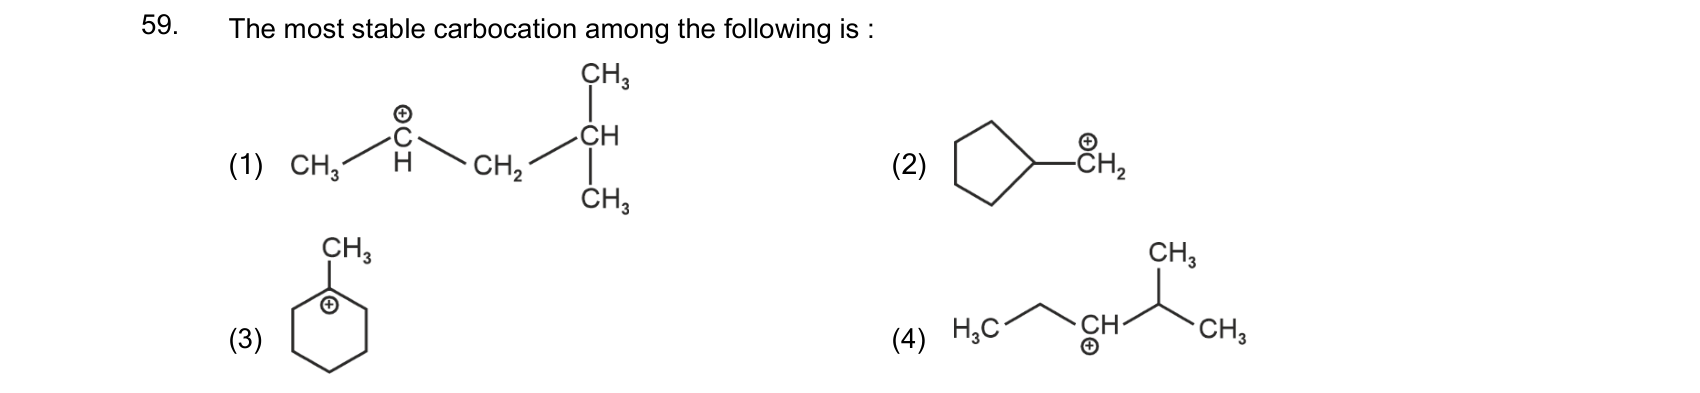 59. The most stable carbocation among the following is :
CH₃
⊕
(1) CH₃ C H CH₂ CH
CH₃
(2) ⊕ CH₂
CH₃
⊕
(3)
CH₃
(4) H₃C CH CH₃
⊕